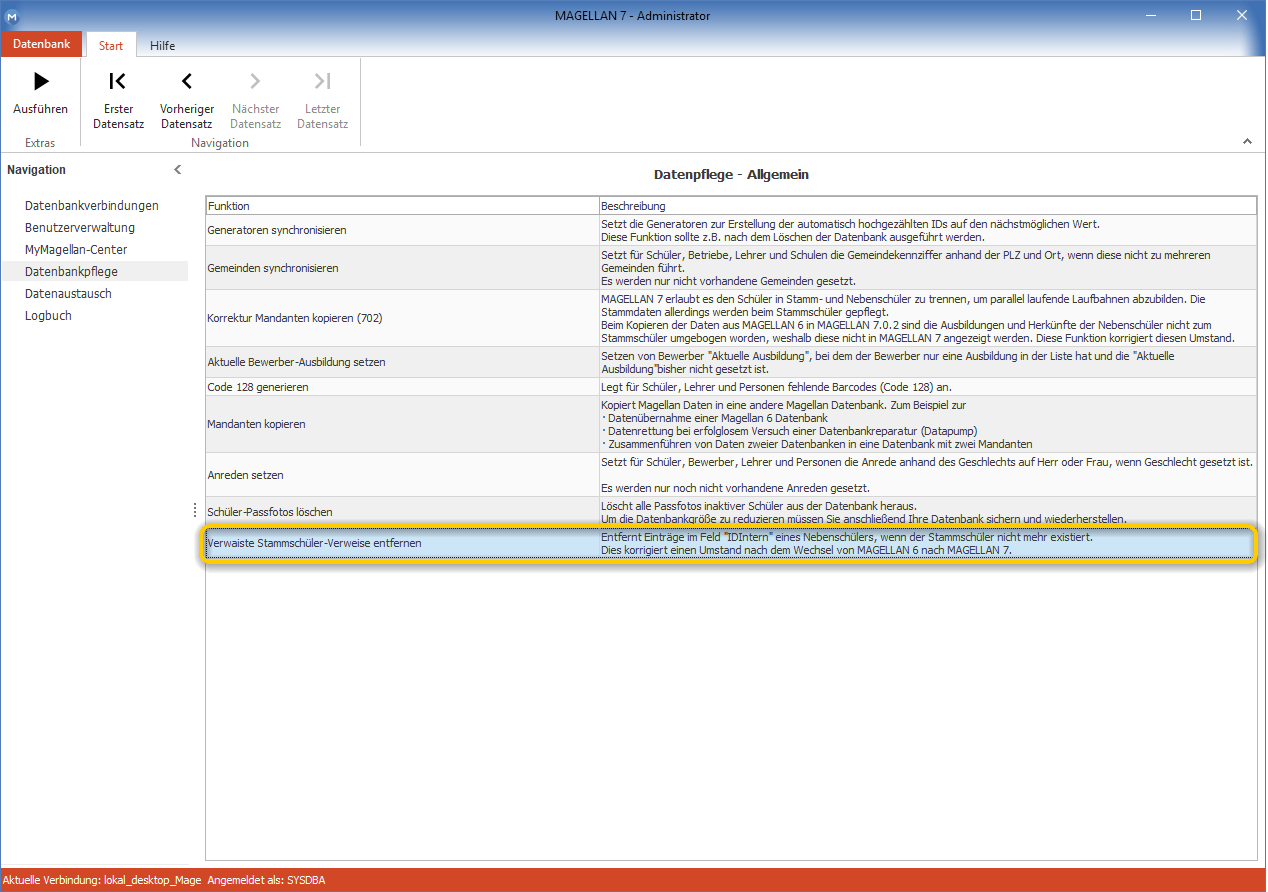 MAGELLAN 7 - Administrator
Datenbank
Start
Hilfe
Ausführen
Erster
Datensatz
Vorheriger
Datensatz
Nächster
Datensatz
Letzter
Datensatz
Extras
Navigation
Navigation
Datenbankverbindungen
Benutzerverwaltung
MyMagellan-Center
Datenbankpflege
Datenaustausch
Logbuch
Datenpflege - Allgemein
Funktion
Beschreibung
Generatoren synchronisieren
Setzt die Generatoren zur Erstellung der automatisch hochgezählten IDs auf den nächstmöglichen Wert.
Diese Funktion sollte z.B. nach dem Löschen der Datenbank ausgeführt werden.
Gemeinden synchronisieren
Setzt für Schüler, Betriebe, Lehrer und Schulen die Gemeindekennziffer anhand der PLZ und Ort, wenn diese nicht zu mehreren
Gemeinden führt.
Es werden nur nicht vorhandene Gemeinden gesetzt.
Korrektur Mandanten kopieren (702)
MAGELLAN 7 erlaubt es den Schüler in Stamm- und Nebenschüler zu trennen, um parallel laufende Laufbahnen abzubilden. Die
Stammdaten allerdings werden beim Stammschüler gepflegt.
Beim Kopieren der Daten aus MAGELLAN 6 in MAGELLAN 7.0.2 sind die Ausbildungen und Herkünfte der Nebenschüler nicht zum
Stammschüler umgebogen worden, weshalb diese nicht in MAGELLAN 7 angezeigt werden. Diese Funktion korrigiert diesen Umstand.
Aktuelle Bewerber-Ausbildung setzen
Setzen von Bewerber "Aktuelle Ausbildung", bei dem der Bewerber nur eine Ausbildung in der Liste hat und die "Aktuelle
Ausbildung"bisher nicht gesetzt ist.
Code 128 generieren
Legt für Schüler, Lehrer und Personen fehlende Barcodes (Code 128) an.
Mandanten kopieren
Kopiert Magellan Daten in eine andere Magellan Datenbank. Zum Beispiel zur
· Datenübernahme einer Magellan 6 Datenbank
· Datenrettung bei erfolglosem Versuch einer Datenbankreparatur (Datapump)
· Zusammenführen von Daten zweier Datenbanken in eine Datenbank mit zwei Mandanten
Anreden setzen
Setzt für Schüler, Bewerber, Lehrer und Personen die Anrede anhand des Geschlechts auf Herr oder Frau, wenn Geschlecht gesetzt ist.
Es werden nur noch nicht vorhandene Anreden gesetzt.
Schüler-Passfotos löschen
Löscht alle Passfotos inaktiver Schüler aus der Datenbank heraus.
Um die Datenbankgröße zu reduzieren müssen Sie anschließend Ihre Datenbank sichern und wiederherstellen.
Verwaiste Stammschüler-Verweise entfernen
Entfernt Einträge im Feld "IDIntern" eines Nebenschülers, wenn der Stammschüler nicht mehr existiert.
Dies korrigiert einen Umstand nach dem Wechsel von MAGELLAN 6 nach MAGELLAN 7.
Aktuelle Verbindung: lokal_desktop_Mage Angemeldet als: SYSDBA